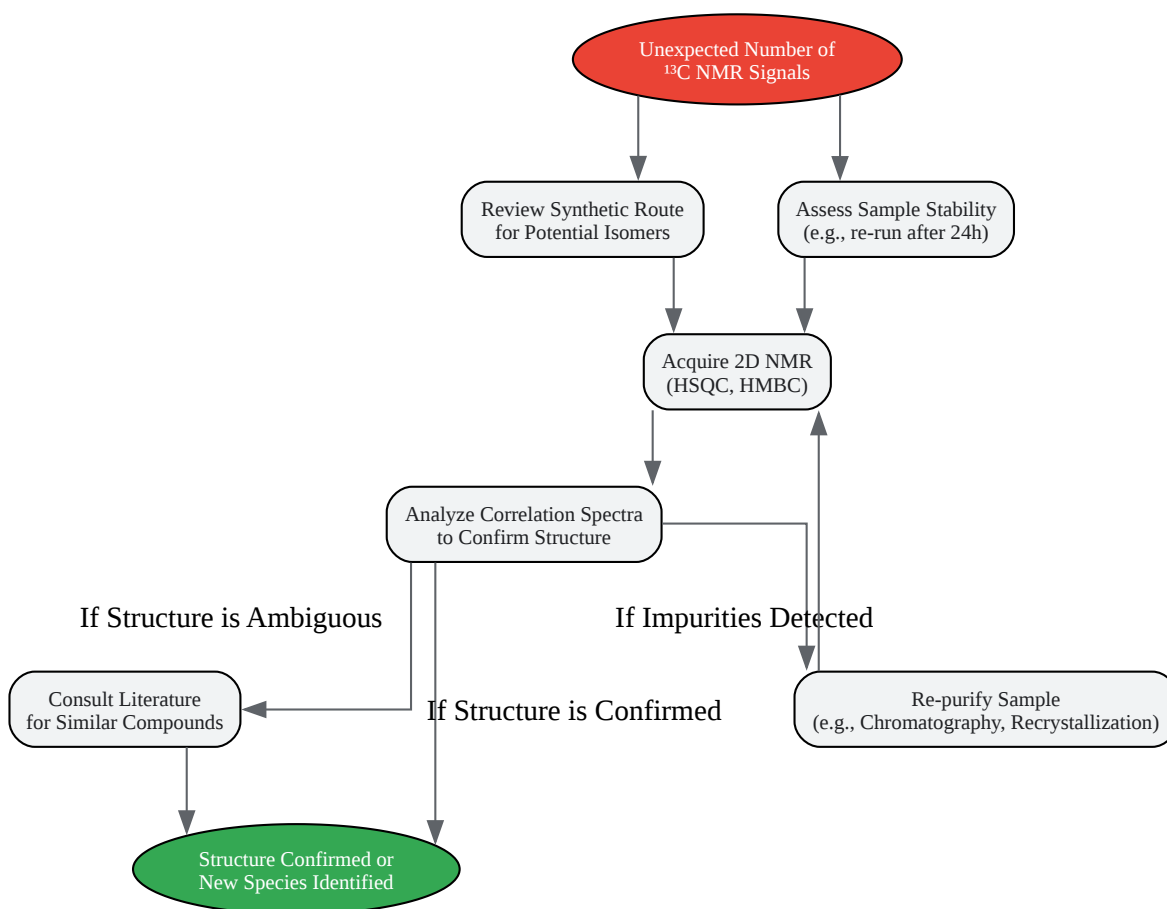 Unexpected Number of
¹³C NMR Signals
Review Synthetic Route
for Potential Isomers
Assess Sample Stability
(e.g., re-run after 24h)
Acquire 2D NMR
(HSQC, HMBC)
Analyze Correlation Spectra
to Confirm Structure
If Structure is Ambiguous
If Impurities Detected
Consult Literature
for Similar Compounds
If Structure is Confirmed
Re-purify Sample
(e.g., Chromatography, Recrystallization)
Structure Confirmed or
New Species Identified